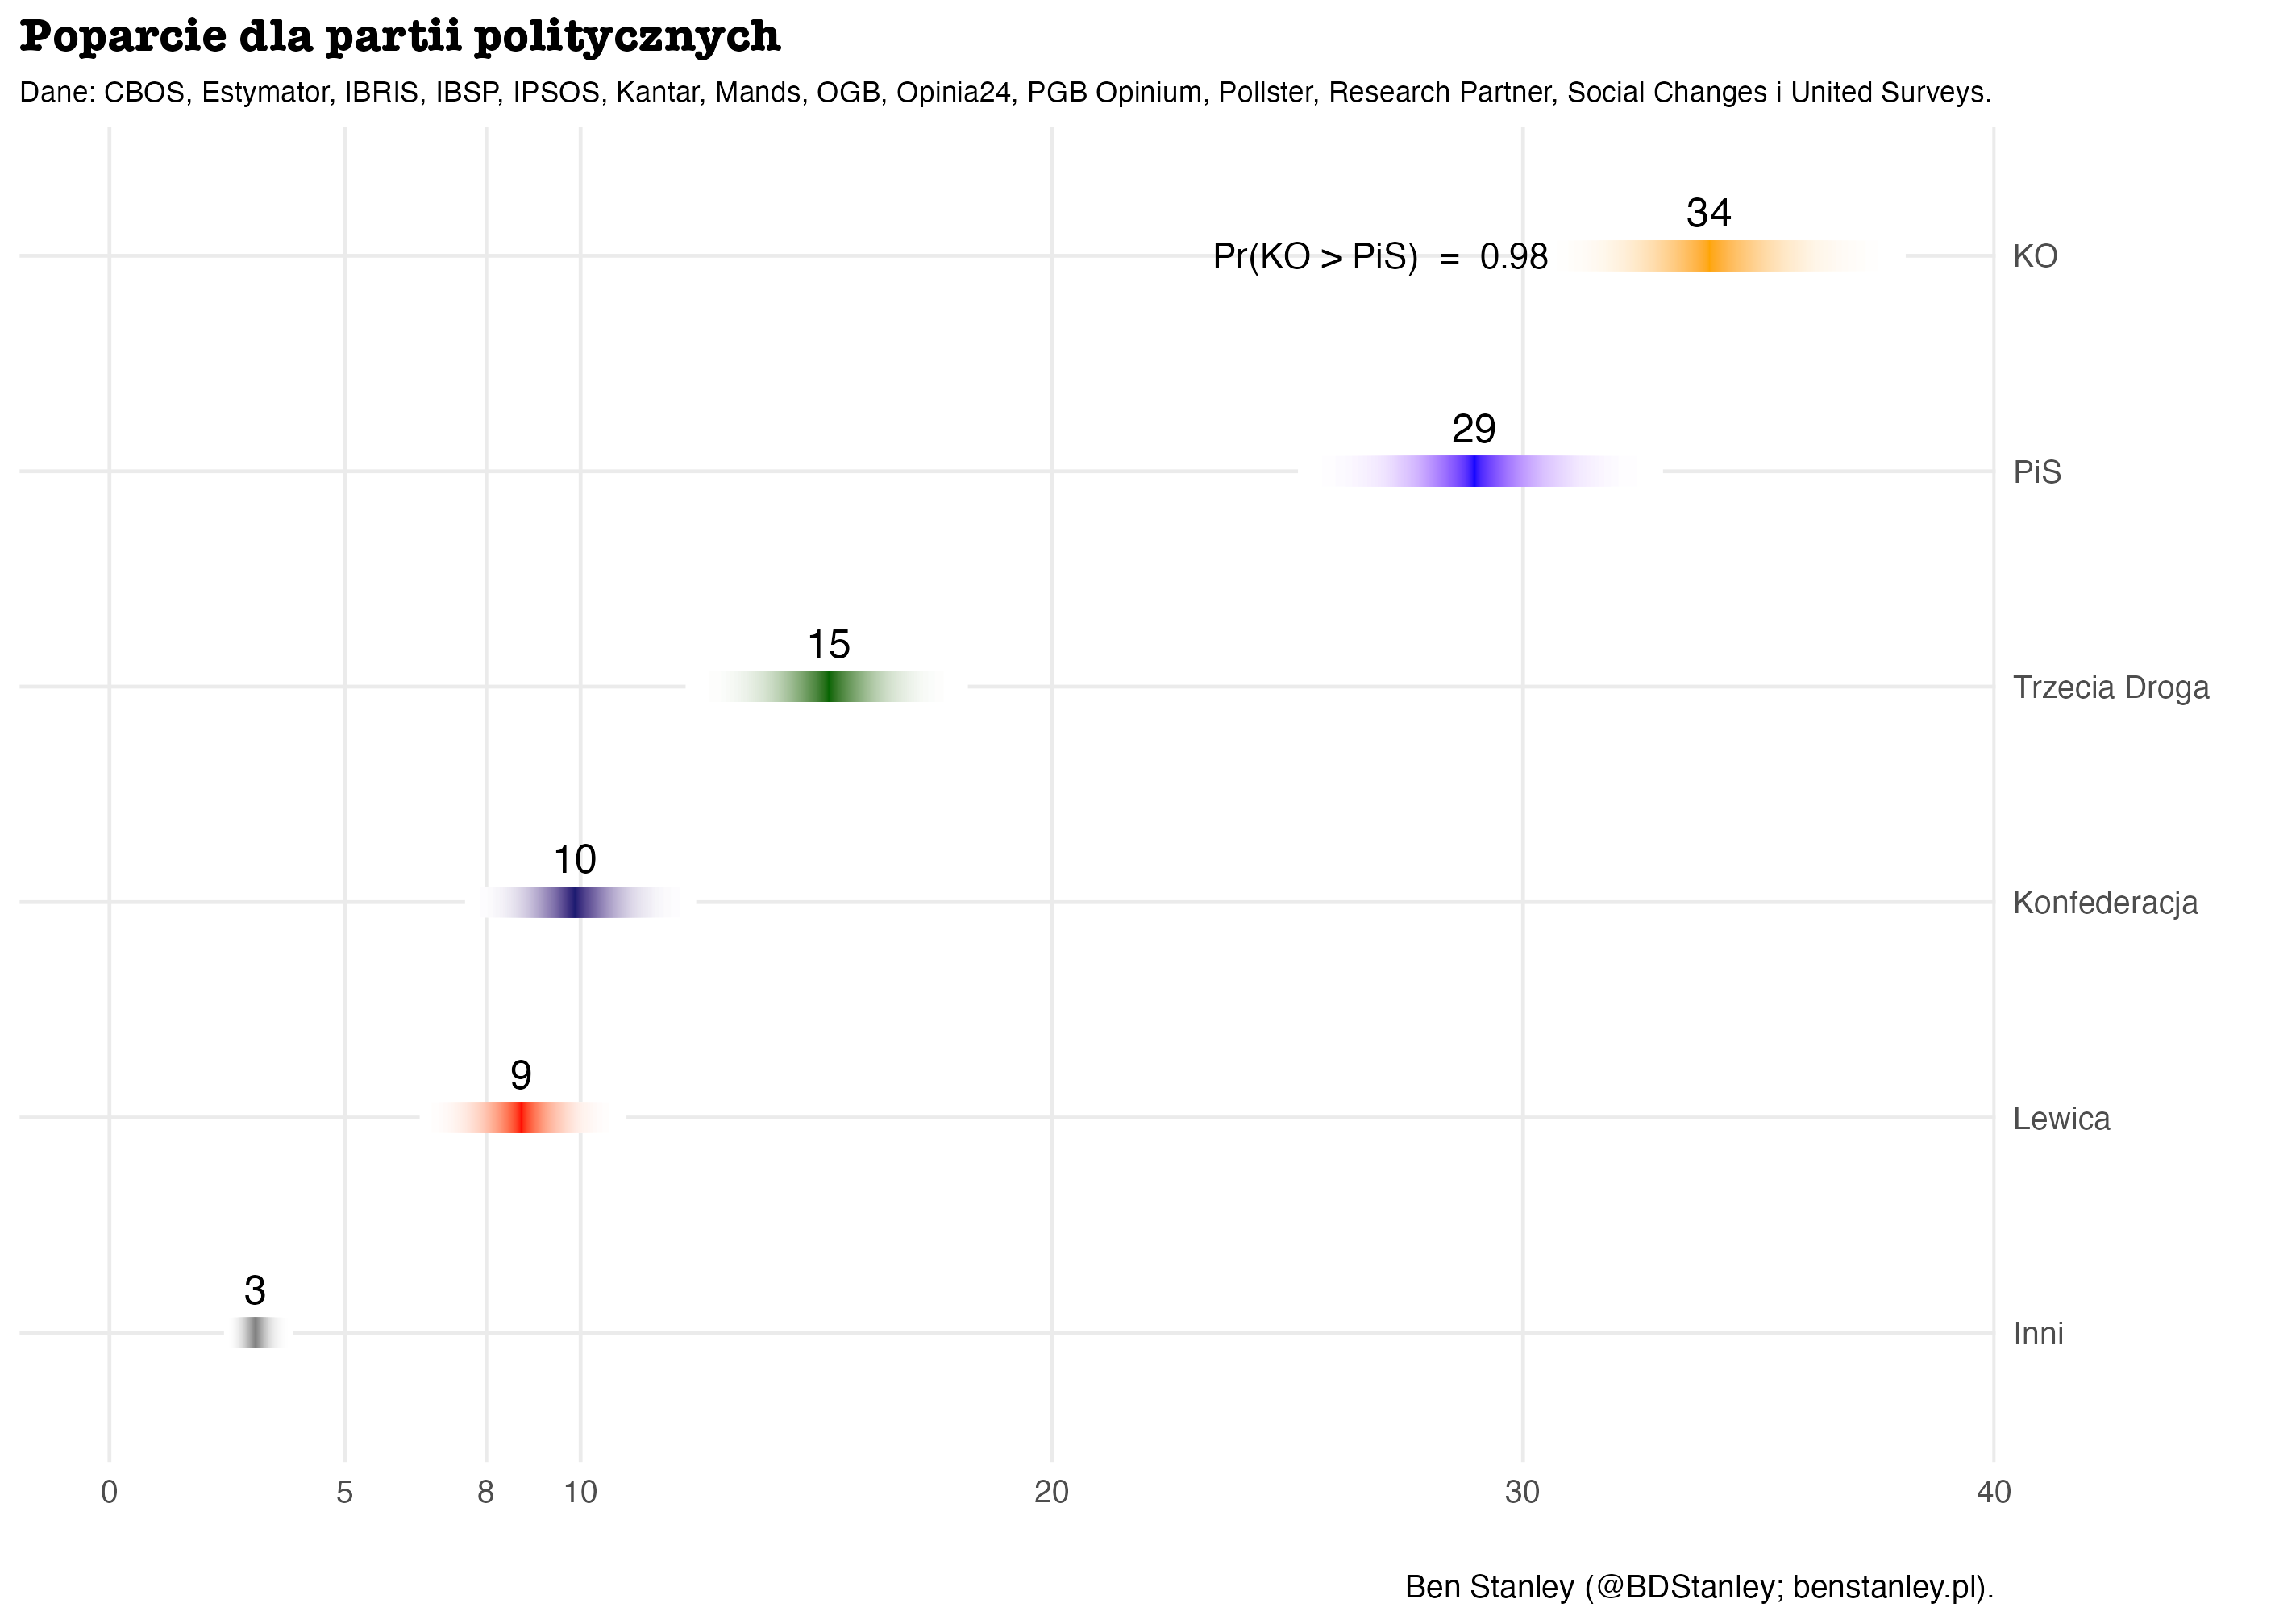 Poparcie dla partii politycznych
Dane: CBOS, Estymator, IBRIS, IBSP, IPSOS, Kantar, Mands, OGB, Opinia24, PGB Opinium, Pollster, Research Partner, Social Changes i United Surveys.
34
Pr(KO > PiS) = 0.98
KO
29
PiS
15
Trzecia Droga
10
Konfederacja
9
Lewica
3
Inni
0 5 8 10 20 30 40
Ben Stanley (@BDStanley; benstanley.pl).